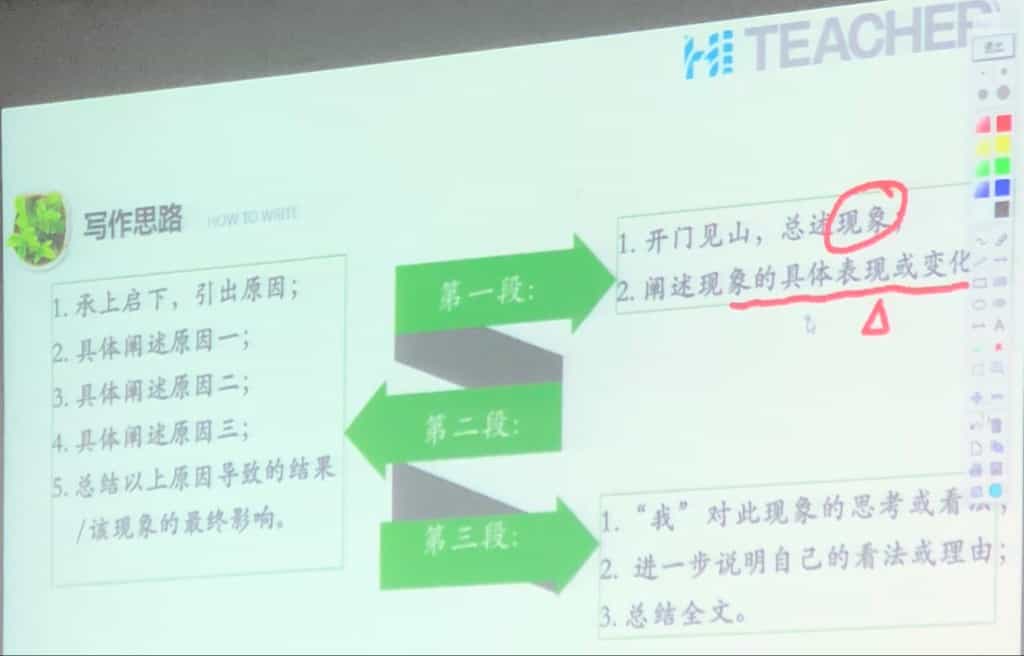 HI TEACHER
退出
写作思路 HOW TO WRITE
第一段:
1. 开门见山，总述现象；
2. 阐述现象的具体表现或变化
第二段:
1. 承上启下，引出原因；
2. 具体阐述原因一；
3. 具体阐述原因二；
4. 具体阐述原因三；
5. 总结以上原因导致的结果
/该现象的最终影响。
第三段:
1. “我”对此现象的思考或看法；
2. 进一步说明自己的看法或理由；
3. 总结全文。